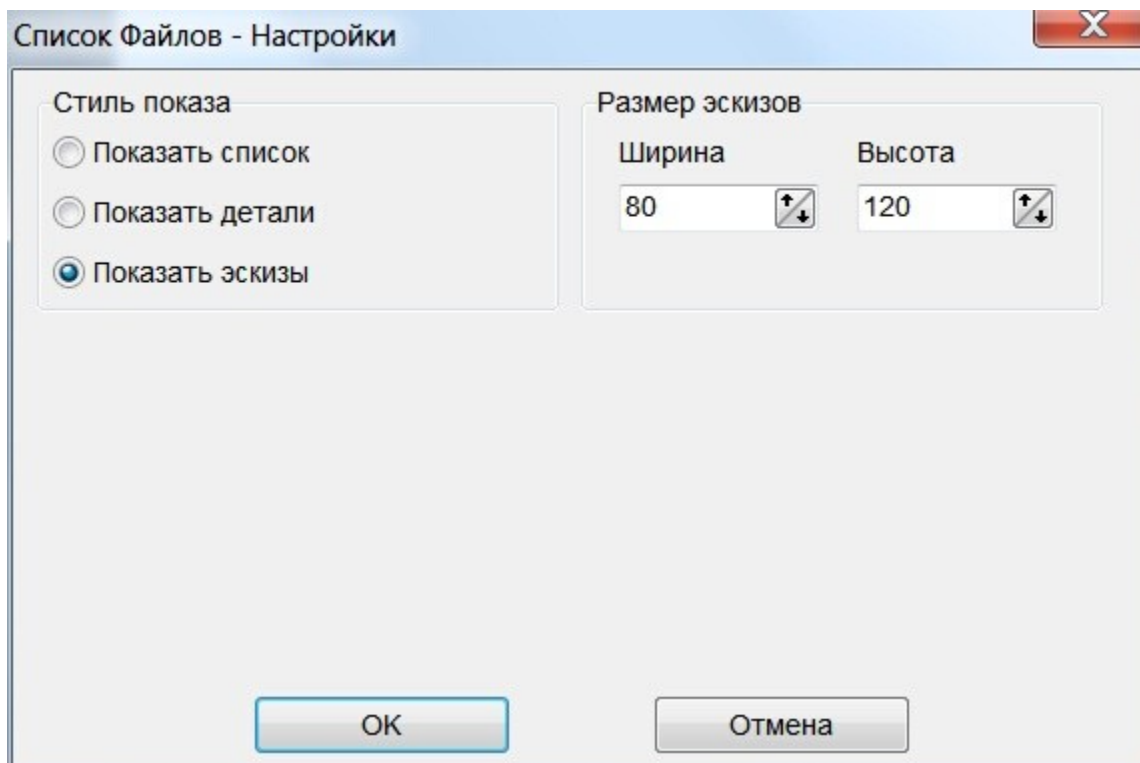 Список Файлов - Настройки
Стиль показа
Показать список
Показать детали
Показать эскизы
Размер эскизов
Ширина Высота
80 120
OK Отмена